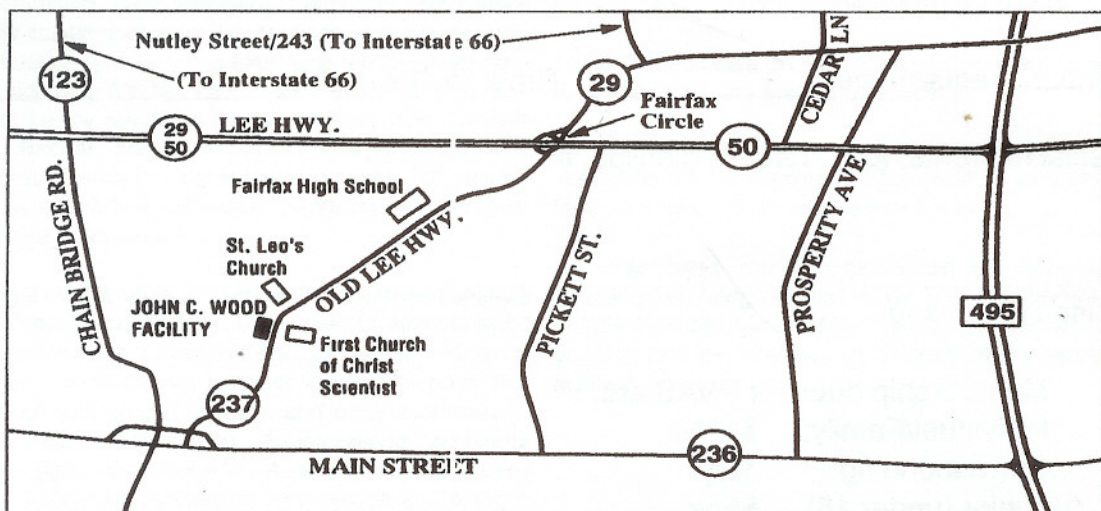 Nutley Street/243 (To Interstate 66)
(To Interstate 66)
123
29
Fairfax
Circle
CEDAR LN
29
50
LEE HWY.
50
Fairfax High School
St. Leo's
Church
OLD LEE HWY.
JOHN C. WOOD
FACILITY
First Church
of Christ
Scientist
CHAIN BRIDGE RD.
PICKETT ST.
PROSPERITY AVE
495
237
MAIN STREET
236